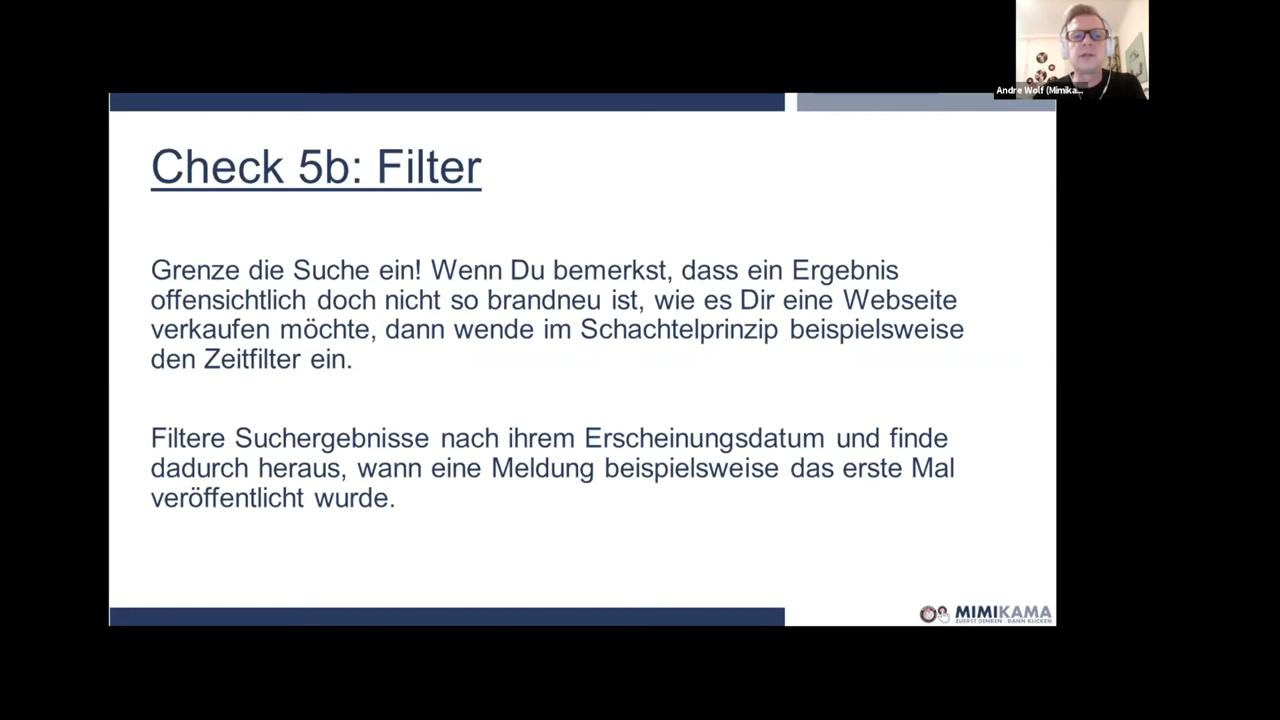 Andre Wolf (Mimika...
Check 5b: Filter
Grenze die Suche ein! Wenn Du bemerkst, dass ein Ergebnis
offensichtlich doch nicht so brandneu ist, wie es Dir eine Webseite
verkaufen möchte, dann wende im Schachtelprinzip beispielsweise
den Zeitfilter ein.
Filtere Suchergebnisse nach ihrem Erscheinungsdatum und finde
dadurch heraus, wann eine Meldung beispielsweise das erste Mal
veröffentlicht wurde.
MIMIKAMA
ZUERST DENKEN - DANN KLICKEN